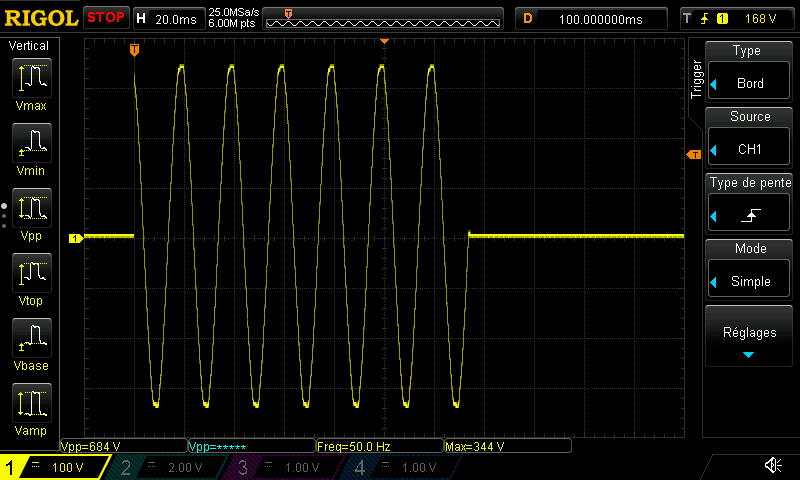 RIGOL STOP H 20.0ms 25.0MSa/s 6.00M pts D 100.000000ms T 1 168 V
Vertical
Vmax
Vmin
Vpp
Vtop
Vbase
Vamp
T
T
1
T
Trigger
Type
Bord
Source
CH1
Type de pente
Mode
Simple
Réglages
Vpp=684 V Vpp=***** Freq=50.0 Hz Max=344 V
1 100 V 2 2.00 V 3 1.00 V 4 1.00 V